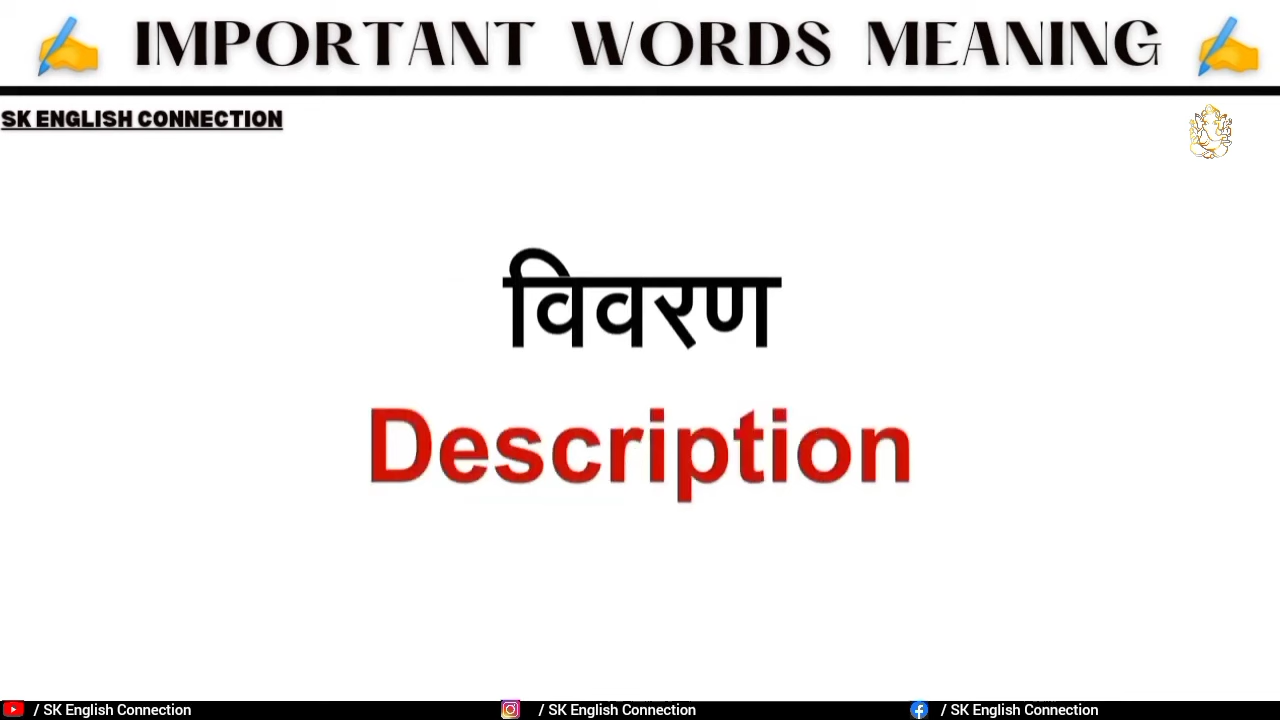 IMPORTANT WORDS MEANING
SK ENGLISH CONNECTION
विवरण
Description
/ SK English Connection
/ SK English Connection
/ SK English Connection